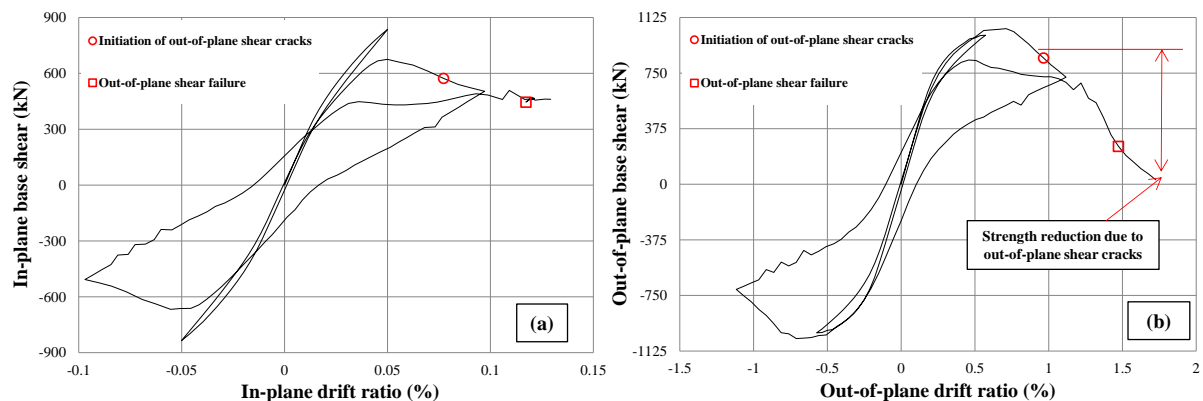 900
600
300
0
-300
-600
-900
-0.1
-0.05
0
0.05
0.1
0.15
In-plane base shear (kN)
In-plane drift ratio (%)
Initiation of out-of-plane shear cracks
Out-of-plane shear failure
(a)
1125
750
375
0
-375
-750
-1125
-1.5
-1
-0.5
0
0.5
1
1.5
2
Out-of-plane base shear (kN)
Out-of-plane drift ratio (%)
Initiation of out-of-plane shear cracks
Out-of-plane shear failure
Strength reduction due to
out-of-plane shear cracks
(b)